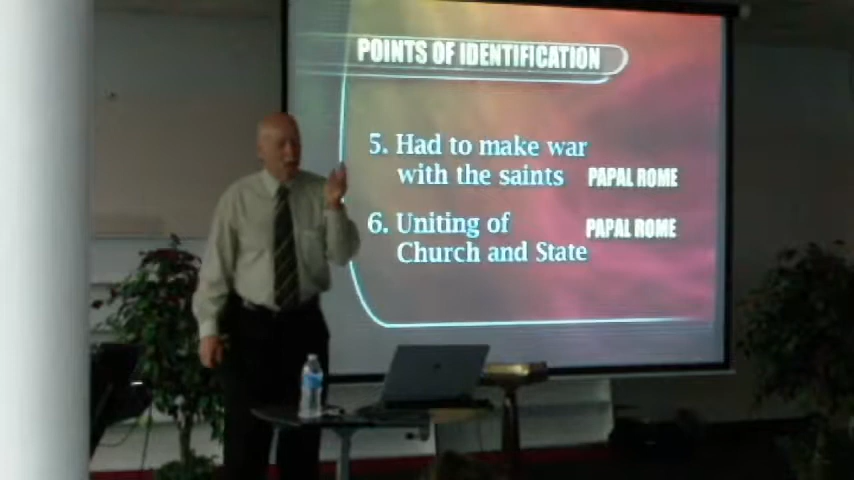 POINTS OF IDENTIFICATION
5. Had to make war
with the saints PAPAL ROME
6. Uniting of PAPAL ROME
Church and State